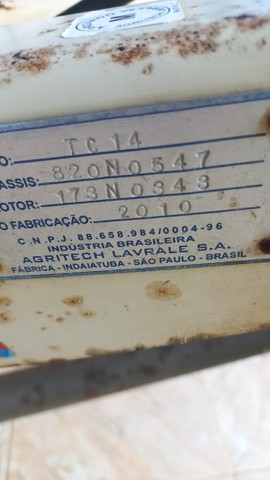 O: TC14
ASSIS: 820N0547
OTOR: 173N0343
O FABRICAÇÃO: 2010
C.N.P.J. 88.658.984/0004-96
INDÚSTRIA BRASILEIRA
AGRITECH LAVRALE S.A.
FÁBRICA - INDAIATUBA - SÃO PAULO - BRASIL